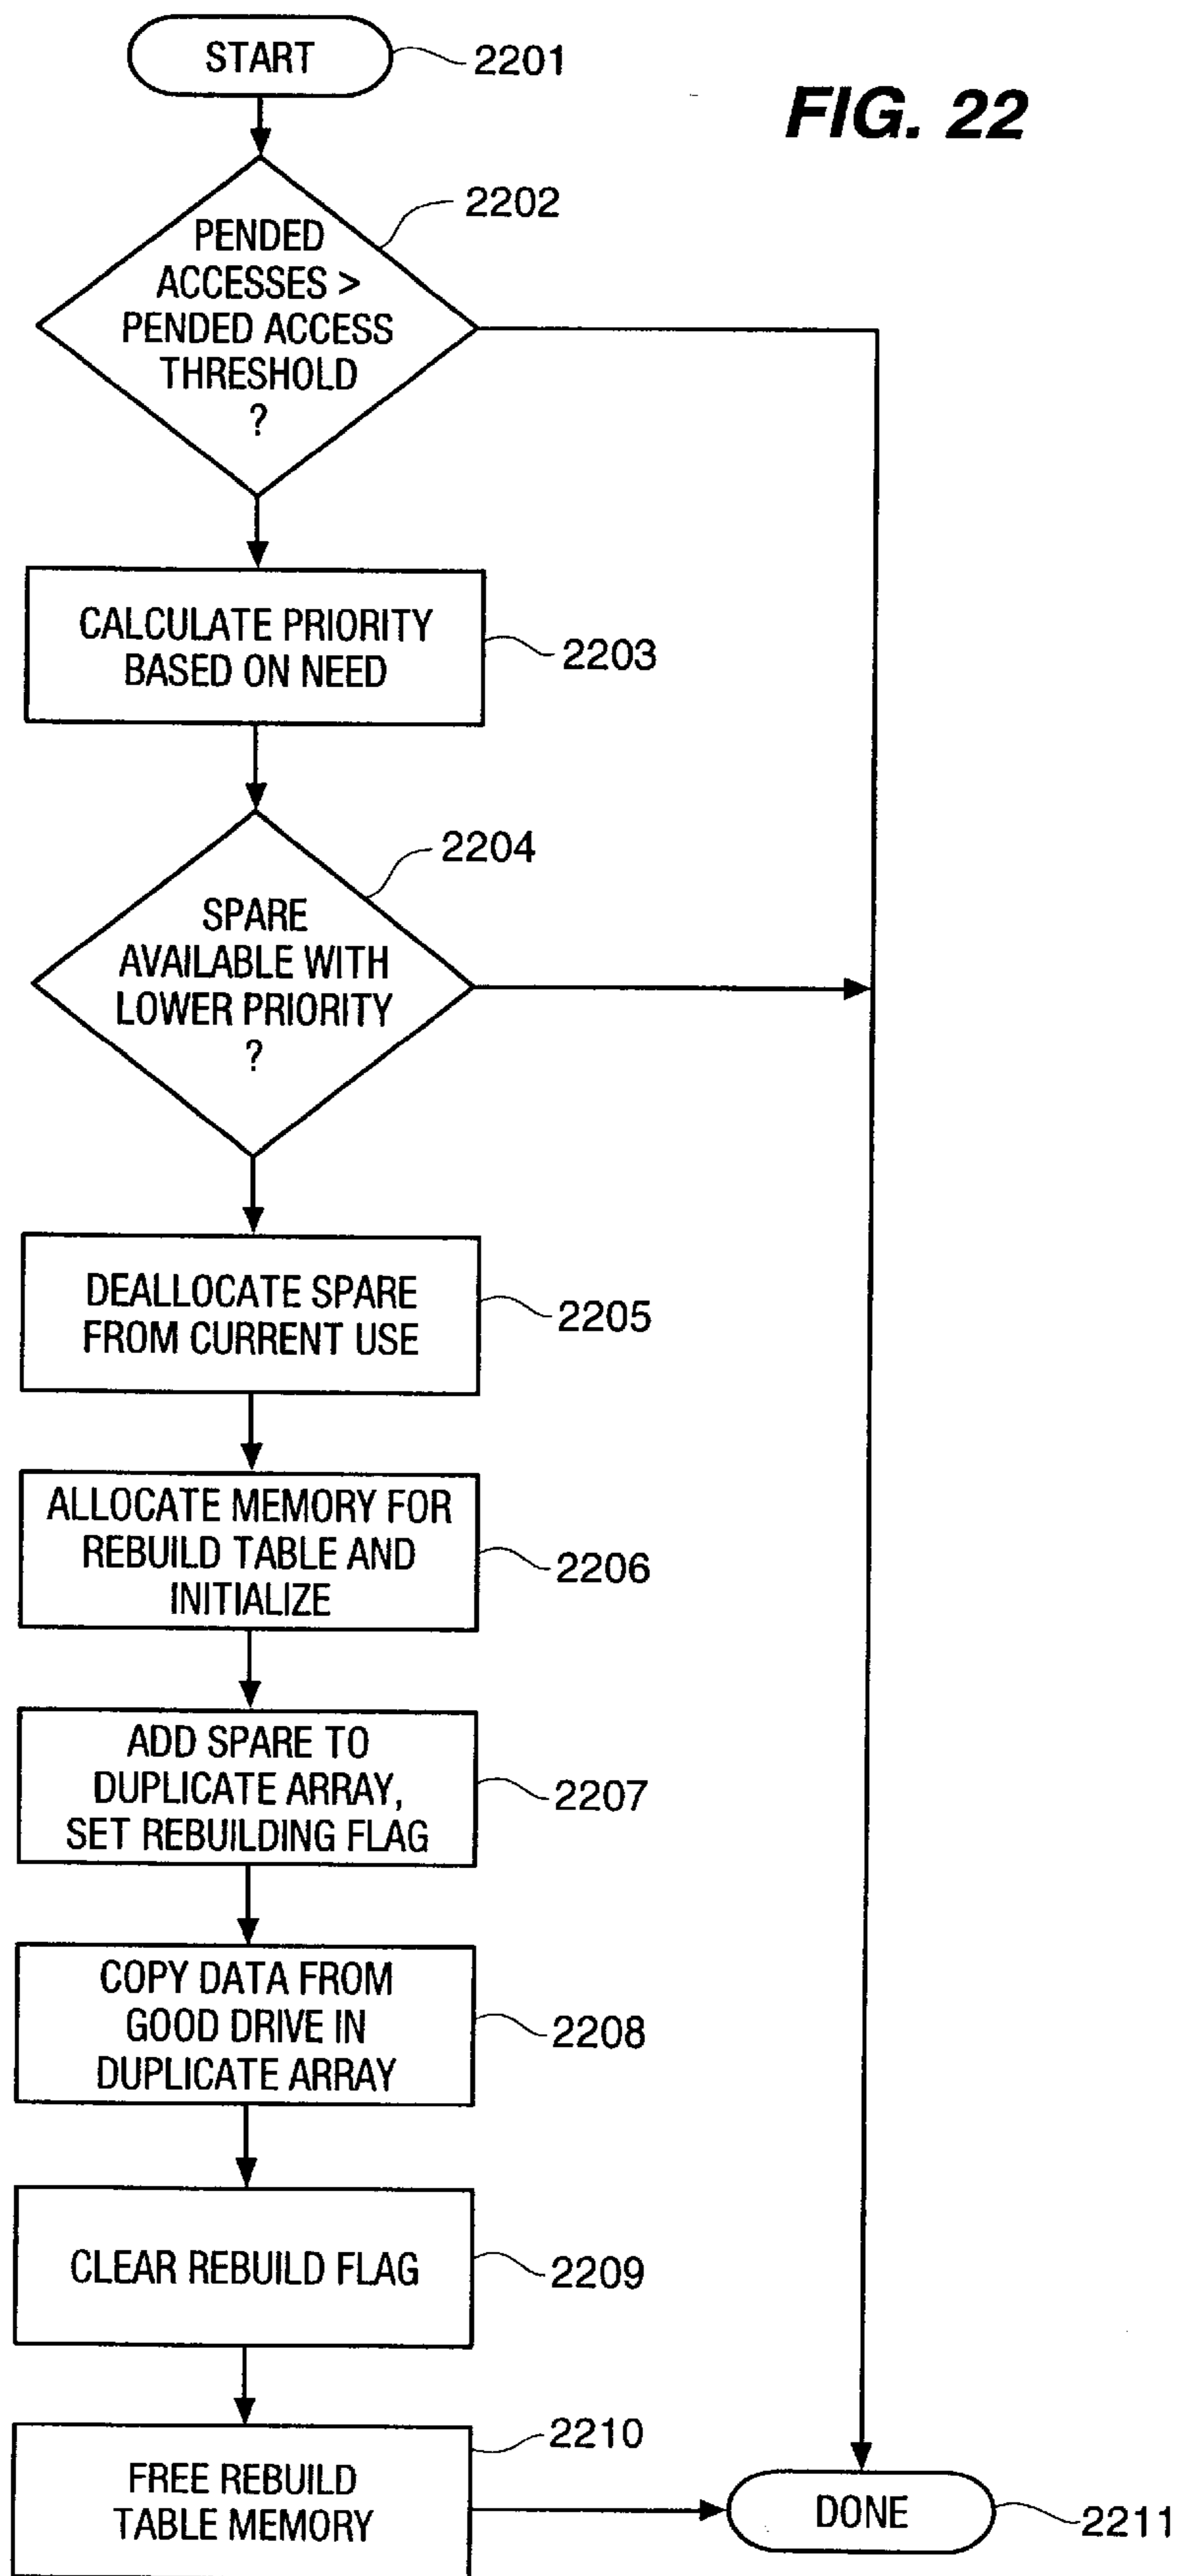 START
2201
FIG. 22
2202
PENDED
ACCESSES >
PENDED ACCESS
THRESHOLD
?
CALCULATE PRIORITY
BASED ON NEED
2203
2204
SPARE
AVAILABLE WITH
LOWER PRIORITY
?
DEALLOCATE SPARE
FROM CURRENT USE
2205
ALLOCATE MEMORY FOR
REBUILD TABLE AND
INITIALIZE
2206
ADD SPARE TO
DUPLICATE ARRAY,
SET REBUILDING FLAG
2207
COPY DATA FROM
GOOD DRIVE IN
DUPLICATE ARRAY
2208
CLEAR REBUILD FLAG
2209
FREE REBUILD
TABLE MEMORY
2210
DONE
2211